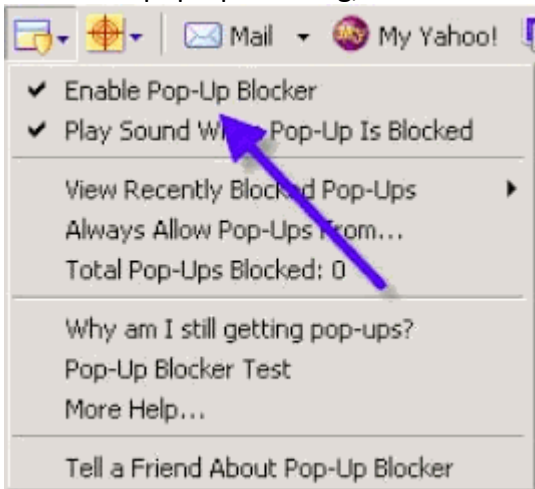 Mail My Yahoo!
Enable Pop-Up Blocker
Play Sound When Pop-Up Is Blocked
View Recently Blocked Pop-Ups
Always Allow Pop-Ups From...
Total Pop-Ups Blocked: 0
Why am I still getting pop-ups?
Pop-Up Blocker Test
More Help...
Tell a Friend About Pop-Up Blocker